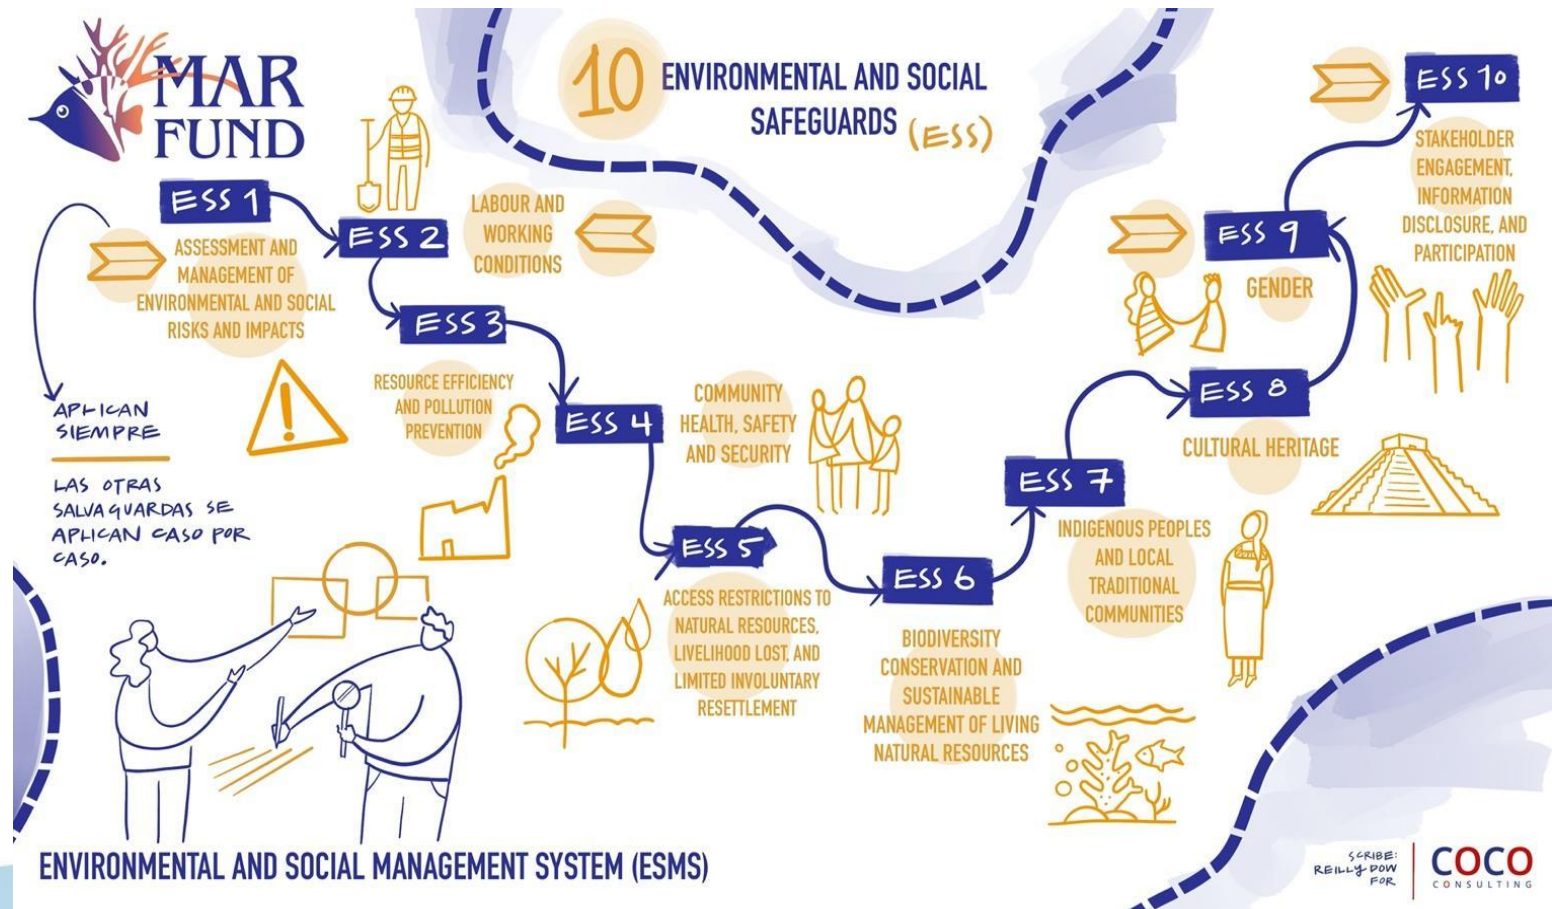 MAR
FUND
10 ENVIRONMENTAL AND SOCIAL
SAFEGUARDS (ESS)
ESS 1
ASSESSMENT AND
MANAGEMENT OF
ENVIRONMENTAL AND SOCIAL
RISKS AND IMPACTS
APLICAN
SIEMPRE
LAS OTRAS
SALVAGUARDAS SE
APLICAN CASO POR
CASO.
ESS 2
LABOUR AND
WORKING
CONDITIONS
ESS 3
RESOURCE EFFICIENCY
AND POLLUTION
PREVENTION
ESS 4
COMMUNITY
HEALTH, SAFETY
AND SECURITY
ESS 5
ACCESS RESTRICTIONS TO
NATURAL RESOURCES,
LIVELIHOOD LOST, AND
LIMITED INVOLUNTARY
RESETTLEMENT
ESS 6
BIODIVERSITY
CONSERVATION AND
SUSTAINABLE
MANAGEMENT OF LIVING
NATURAL RESOURCES
ESS 7
INDIGENOUS PEOPLES
AND LOCAL
TRADITIONAL
COMMUNITIES
ESS 8
CULTURAL HERITAGE
ESS 9
GENDER
ESS 10
STAKEHOLDER
ENGAGEMENT,
INFORMATION
DISCLOSURE, AND
PARTICIPATION
ENVIRONMENTAL AND SOCIAL MANAGEMENT SYSTEM (ESMS)
SCRIBE:
REILLY DOW
FOR
COCO
CONSULTING